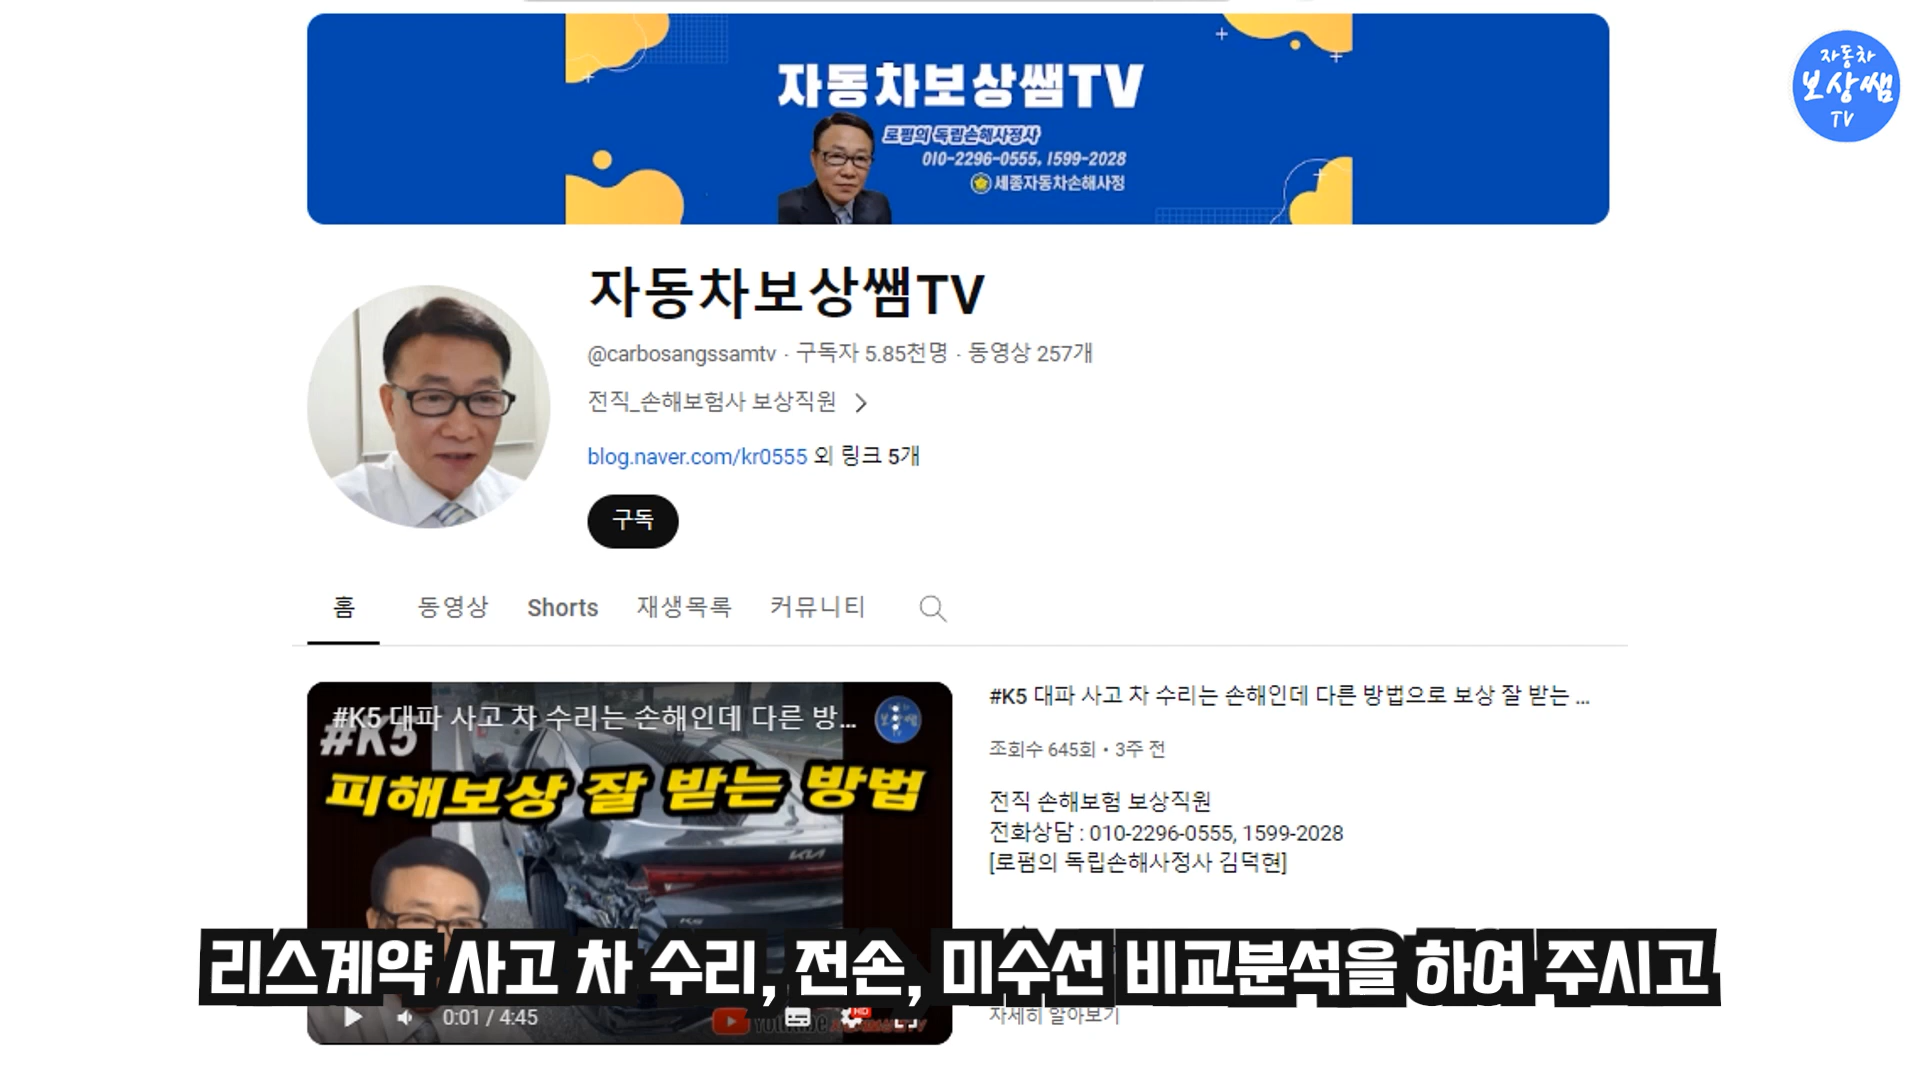 자동차보상쌤TV
로펌의 독립손해사정사
010-2296-0555, 1599-2028
세종자동차손해사정
자동차
보상쌤
TV
자동차보상쌤TV
@carbosangssamtv · 구독자 5.85천명 · 동영상 257개
전직_손해보험사 보상직원
blog.naver.com/kr0555 외 링크 5개
구독
홈 동영상 Shorts 재생목록 커뮤니티
#K5 대파 사고 차 수리는 손해인데 다른 방...
#K5
피해보상 잘 받는 방법
KIA
K5
0:01 / 4:45
HD
#K5 대파 사고 차 수리는 손해인데 다른 방법으로 보상 잘 받는 ...
조회수 645회 • 3주 전
전직 손해보험 보상직원
전화상담 : 010-2296-0555, 1599-2028
[로펌의 독립손해사정사 김덕현]
리스계약 사고 차 수리, 전손, 미수선 비교분석을 하여 주시고
자세히 알아보기